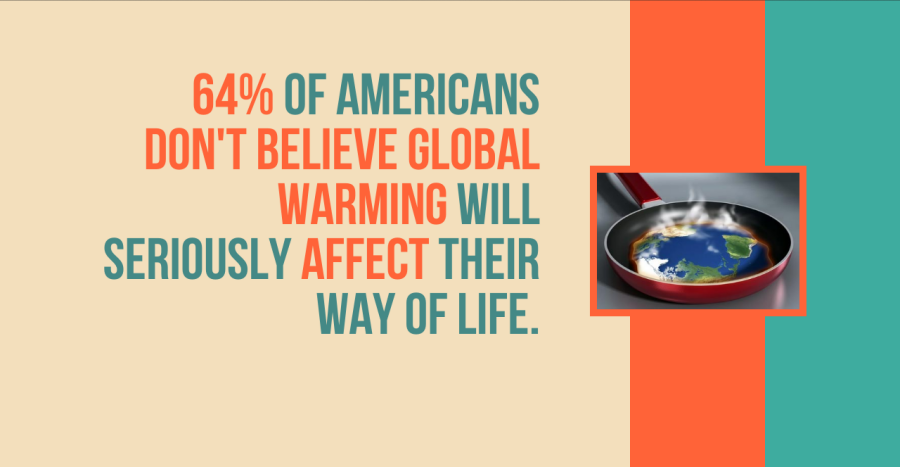 64% OF AMERICANS
DON'T BELIEVE GLOBAL
WARMING WILL
SERIOUSLY AFFECT THEIR
WAY OF LIFE.